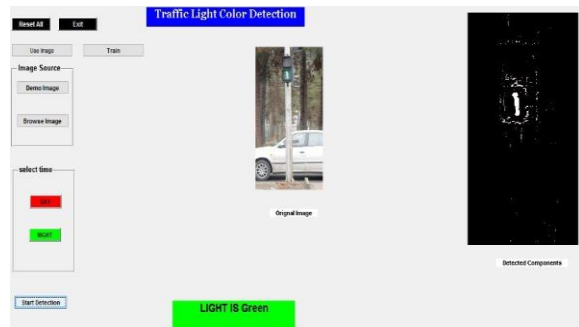 Traffic Light Color Detection
Reset All
Exit
Use Image
Train
Image Source
Demo Image
Browse Image
select time
DAY
NIGHT
Orignal Image
Detected Components
Start Detection
LIGHT IS Green